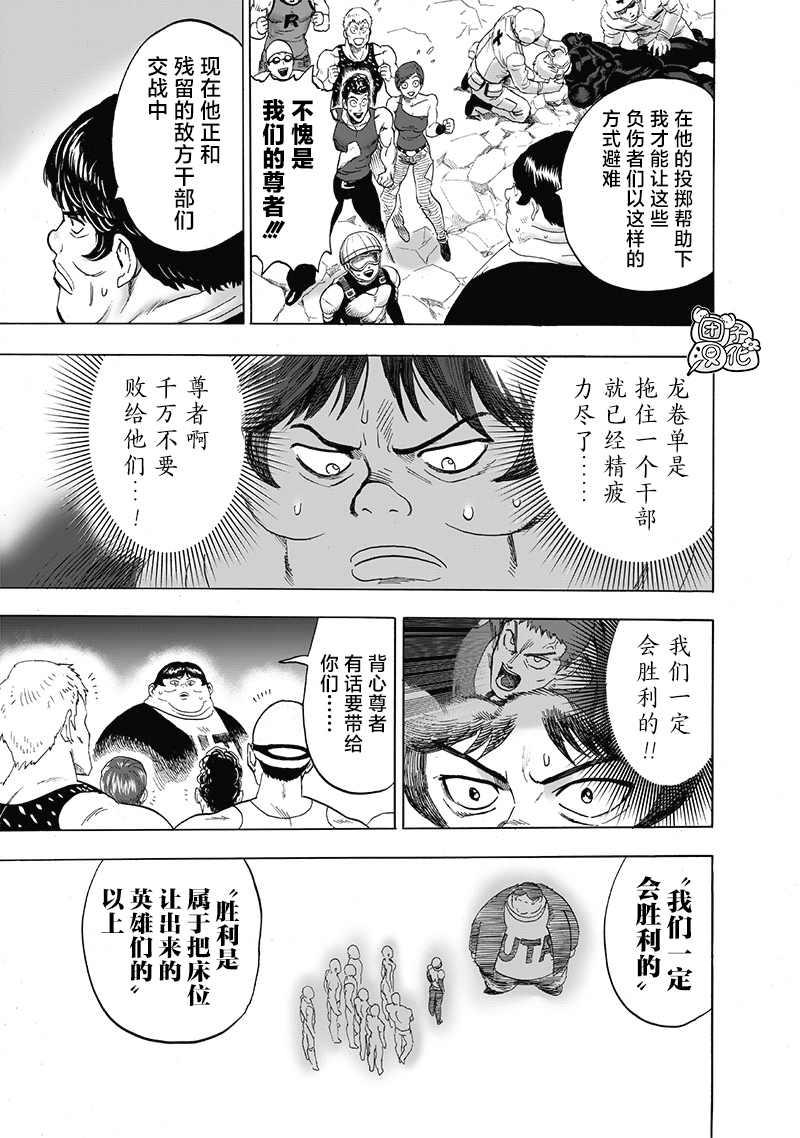 在他的投掷帮助下
我才能让这些
负伤者们以这样的
方式避难
R
不愧是
我们的尊者!!!
现在他正和
残留的敌方干部们
交战中
团子
汉化
龙卷单是
拖住一个干部
就已经精疲
力尽了……
尊者啊
千万不要
败给他们…!
我们一定
会胜利的!!
背心尊者
有话要带给
你们……
“我们一定
会胜利的”
UTA
“胜利是
属于把床位
让出来的
英雄们的”
以上